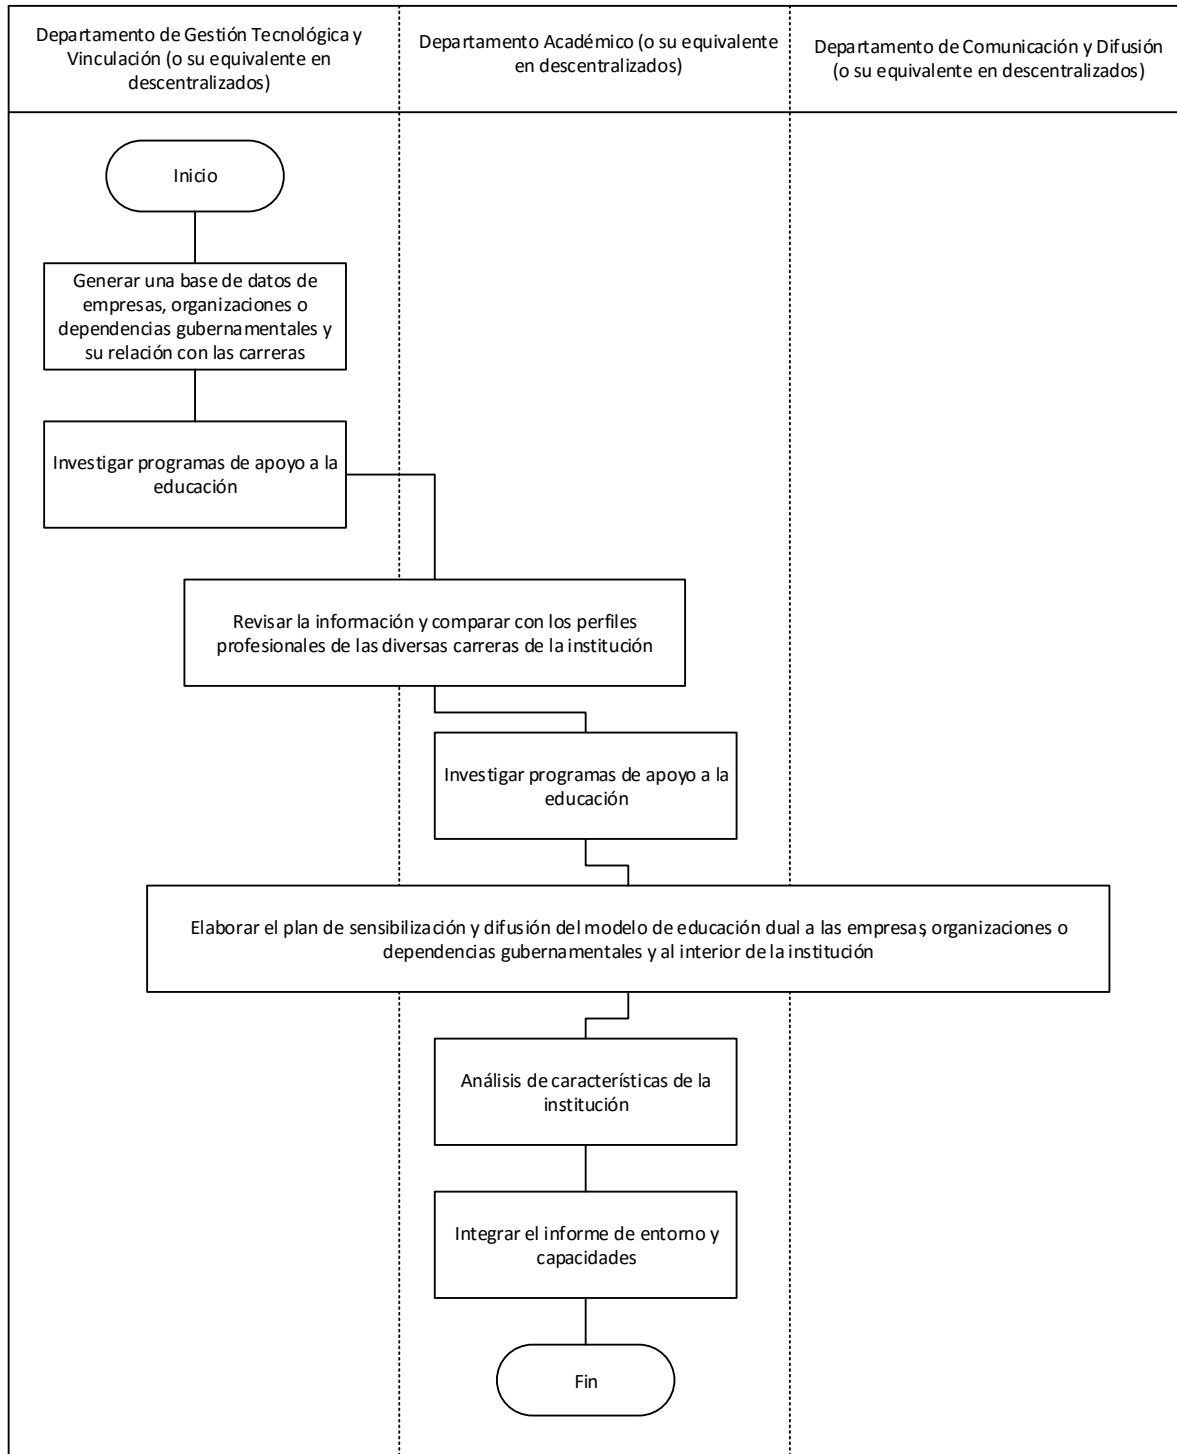 Departamento de Gestión Tecnológica y
Vinculación (o su equivalente en
descentralizados)
Departamento Académico (o su equivalente
en descentralizados)
Departamento de Comunicación y Difusión
(o su equivalente en descentralizados)
Inicio
Generar una base de datos de
empresas, organizaciones o
dependencias gubernamentales y
su relación con las carreras
Investigar programas de apoyo a la
educación
Revisar la información y comparar con los perfiles
profesionales de las diversas carreras de la institución
Investigar programas de apoyo a la
educación
Elaborar el plan de sensibilización y difusión del modelo de educación dual a las empresas, organizaciones o
dependencias gubernamentales y al interior de la institución
Análisis de características de la
institución
Integrar el informe de entorno y
capacidades
Fin